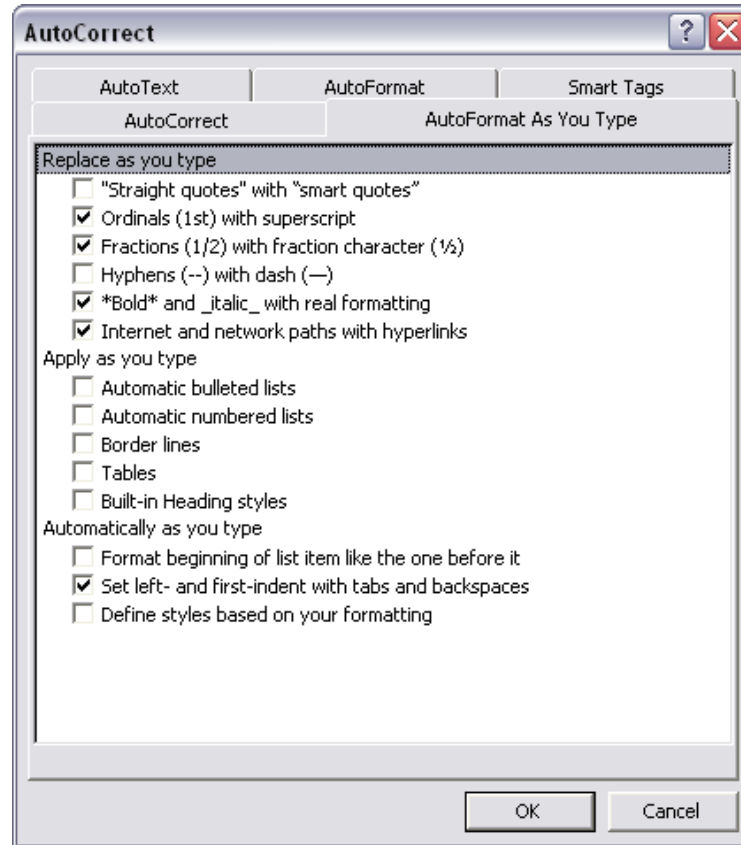 AutoCorrect
AutoText AutoFormat Smart Tags
AutoCorrect AutoFormat As You Type
Replace as you type
"Straight quotes" with “smart quotes”
Ordinals (1st) with superscript
Fractions (1/2) with fraction character (½)
Hyphens (--) with dash (—)
*Bold* and _italic_ with real formatting
Internet and network paths with hyperlinks
Apply as you type
Automatic bulleted lists
Automatic numbered lists
Border lines
Tables
Built-in Heading styles
Automatically as you type
Format beginning of list item like the one before it
Set left- and first-indent with tabs and backspaces
Define styles based on your formatting
OK Cancel